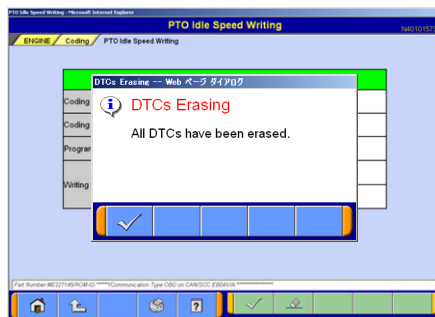 PTO Idle Speed Writing - Microsoft Internet Explorer
PTO Idle Speed Writing
ENGINE Coding PTO Idle Speed Writing
DTCs Erasing -- Web ページ ダイアログ
DTCs Erasing
All DTCs have been erased.
Coding
Coding
Program
Writing